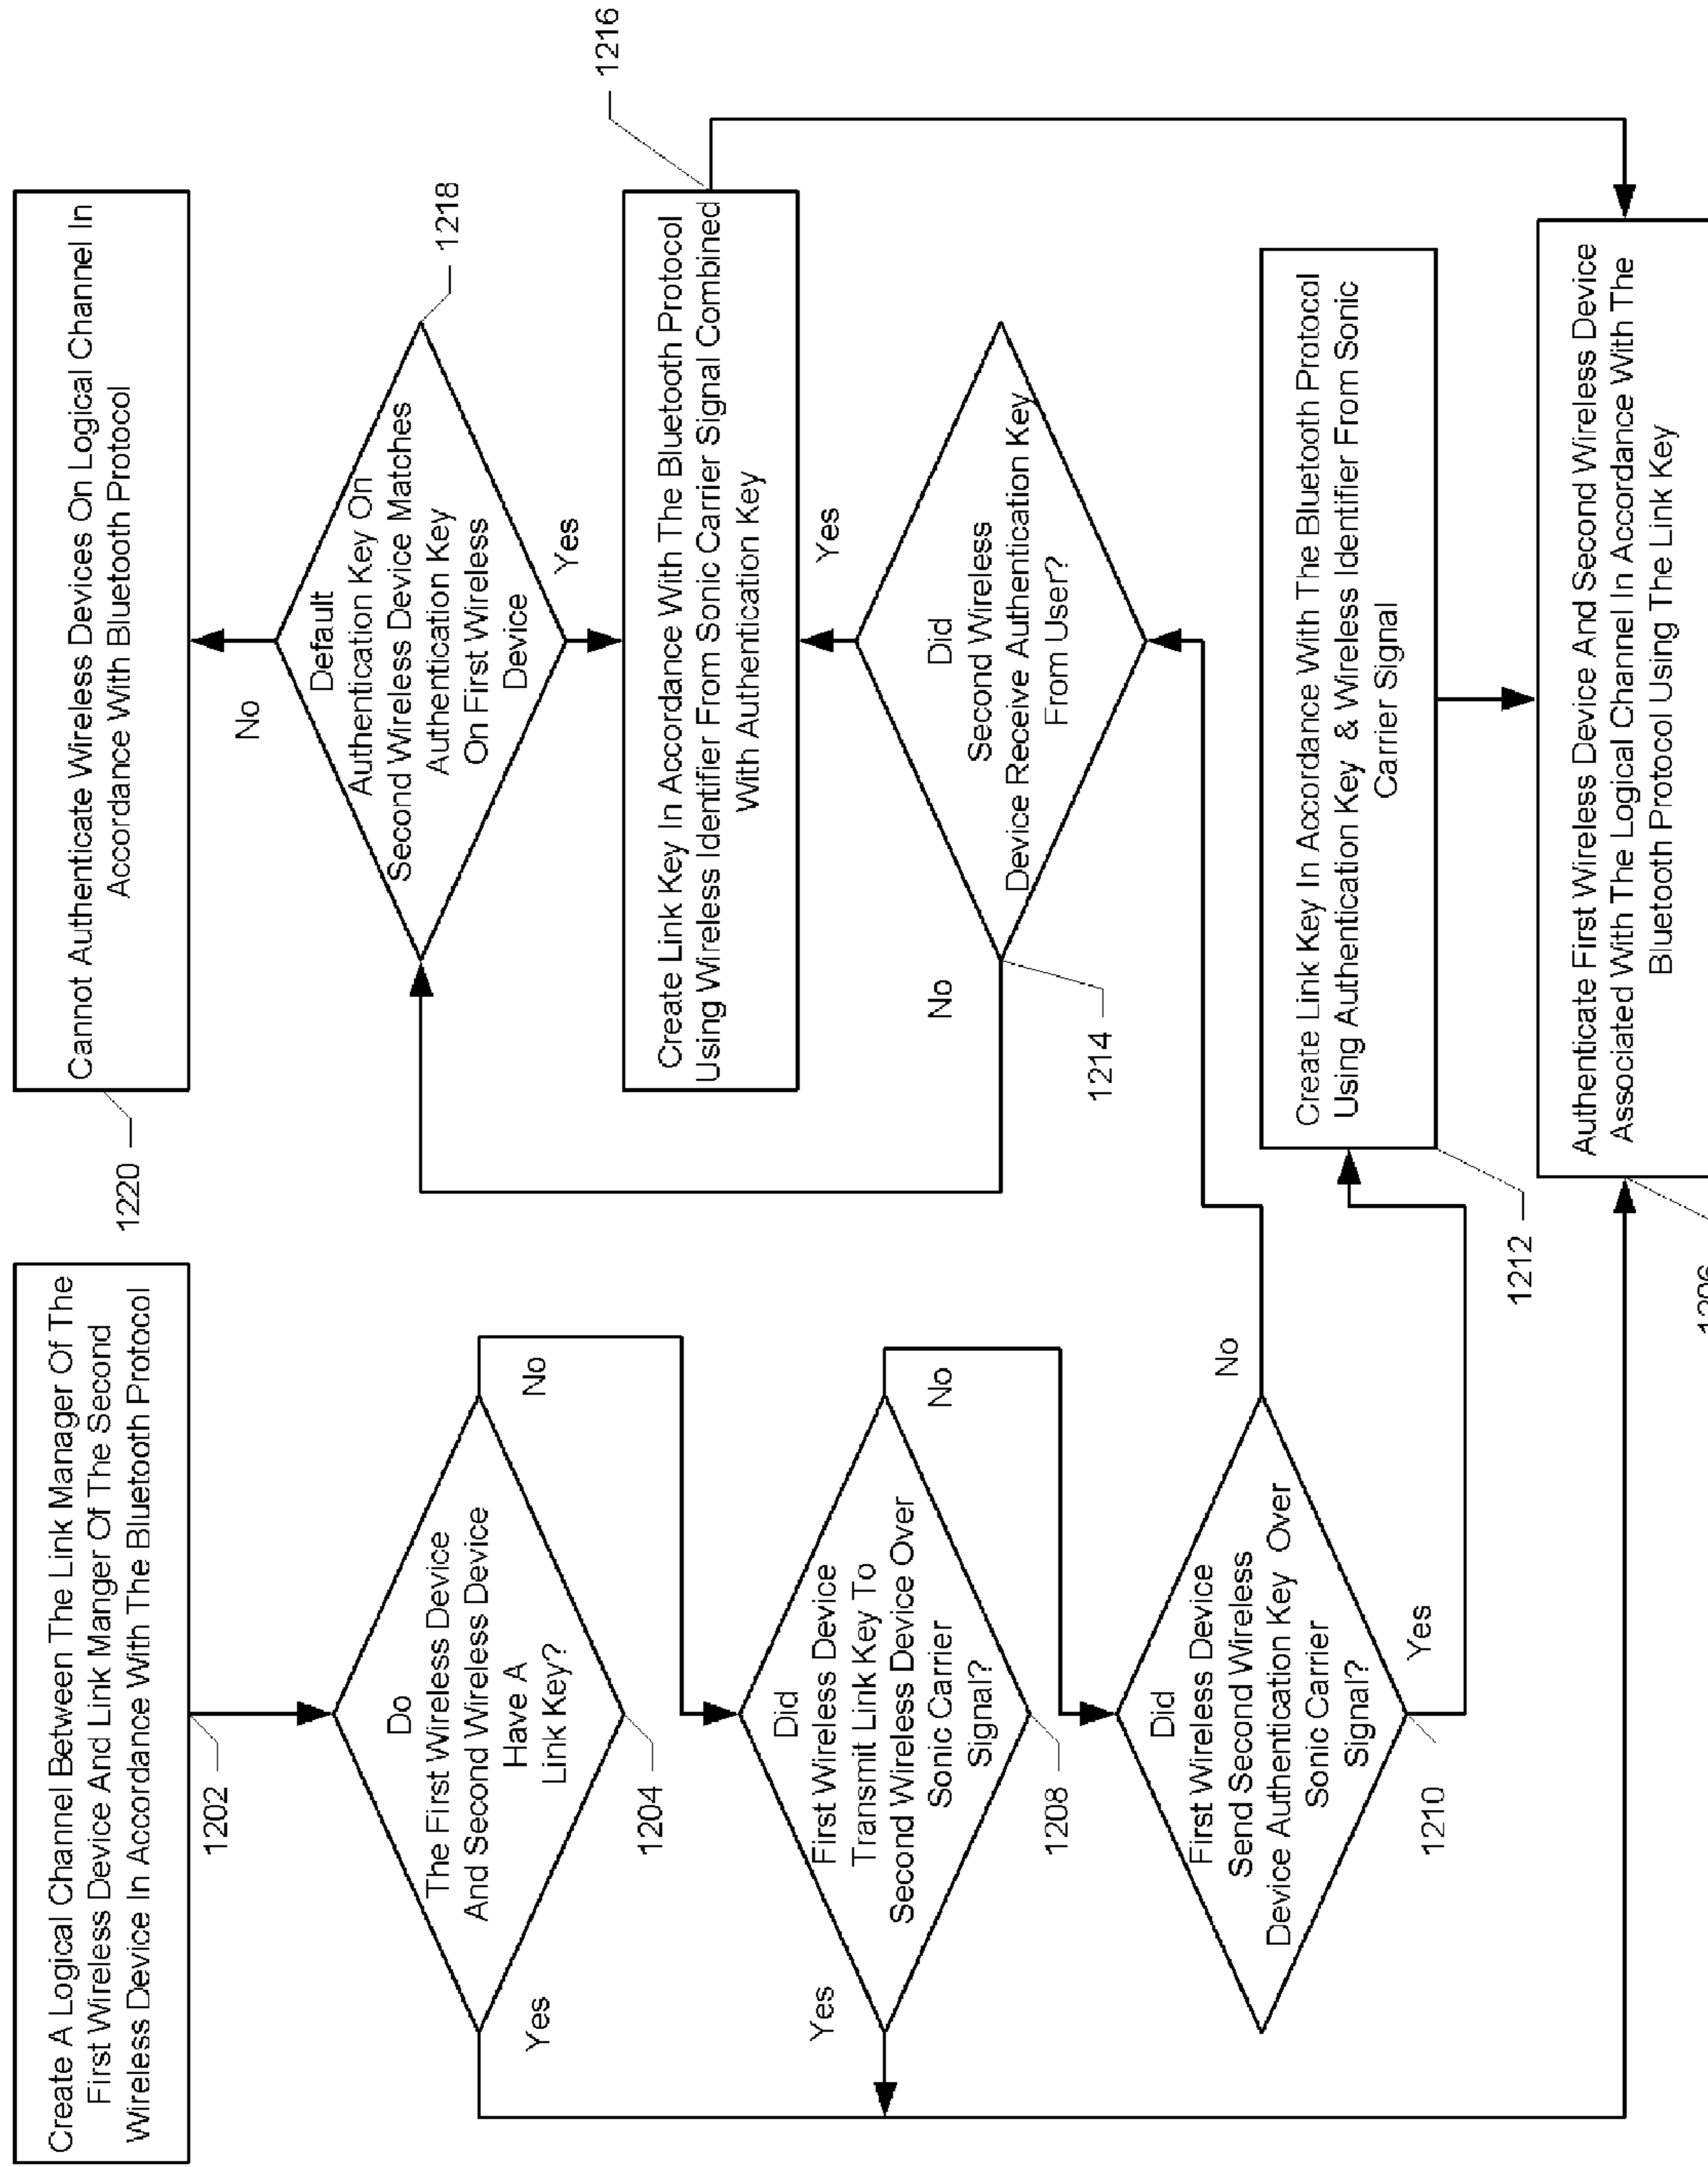 Create A Logical Channel Between The Link Manager Of The
First Wireless Device And Link Manger Of The Second
Wireless Device In Accordance With The Bluetooth Protocol
1202
Do
The First Wireless Device
And Second Wireless Device
Have A
Link Key?
1204
Yes
No
Did
First Wireless Device
Transmit Link Key To
Second Wireless Device Over
Sonic Carrier
Signal?
1208
Yes
No
Did
First Wireless Device
Send Second Wireless
Device Authentication Key Over
Sonic Carrier
Signal?
1210
Yes
No
Cannot Authenticate Wireless Devices On Logical Channel In
Accordance With Bluetooth Protocol
1220
No
Default
Authentication Key On
Second Wireless Device Matches
Authentication Key
On First Wireless
Device
1218
Yes
Create Link Key In Accordance With The Bluetooth Protocol
Using Wireless Identifier From Sonic Carrier Signal Combined
With Authentication Key
1216
Yes
Did
Second Wireless
Device Receive Authentication Key
From User?
No
1214
Create Link Key In Accordance With The Bluetooth Protocol
Using Authentication Key & Wireless Identifier From Sonic
Carrier Signal
1212
Authenticate First Wireless Device And Second Wireless Device
Associated With The Logical Channel In Accordance With The
Bluetooth Protocol Using The Link Key